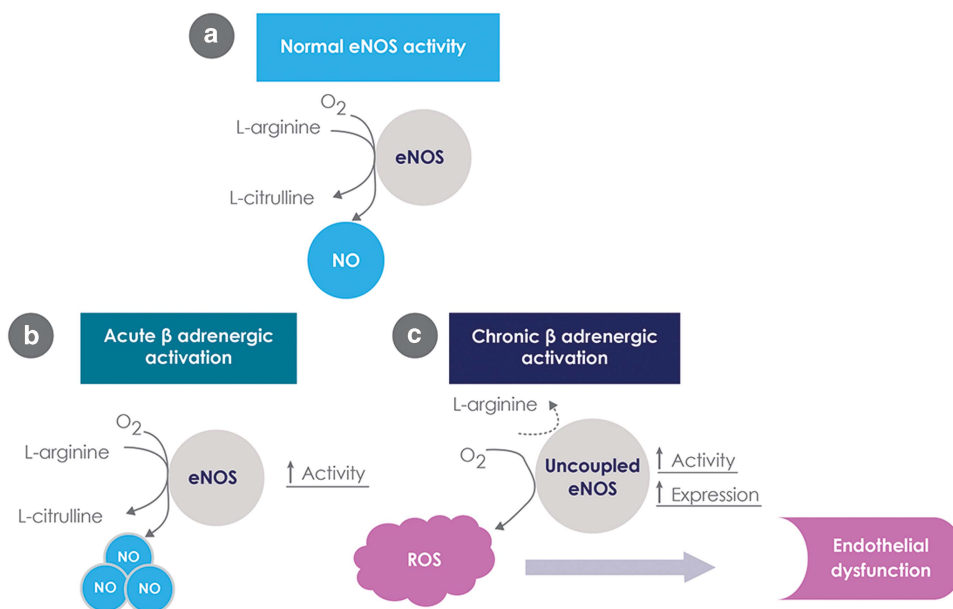 a
Normal eNOS activity
O2
L-arginine
eNOS
L-citrulline
NO
b
Acute β adrenergic
activation
O2
L-arginine
eNOS
↑ Activity
L-citrulline
NO
NO NO
c
Chronic β adrenergic
activation
L-arginine
O2
Uncoupled
eNOS
↑ Activity
↑ Expression
ROS
Endothelial
dysfunction